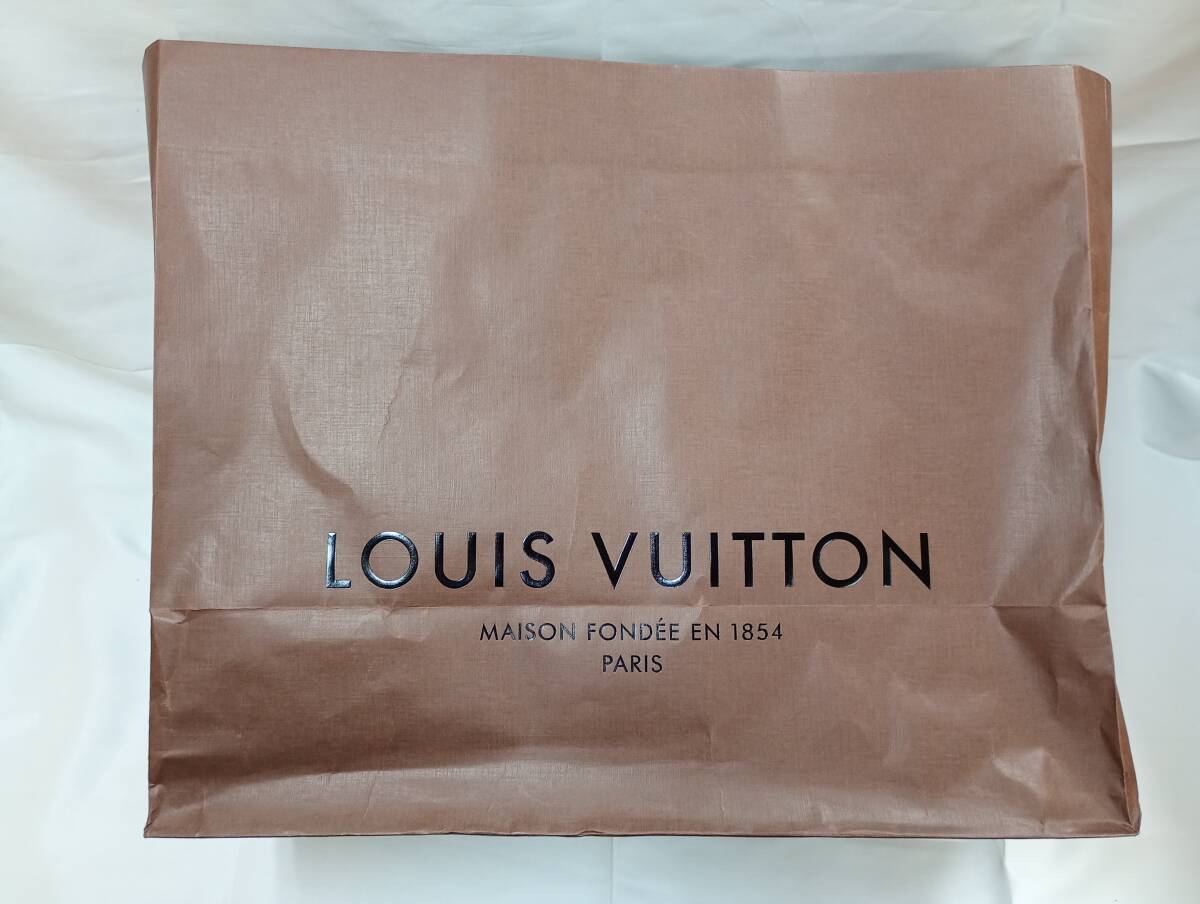 LOUIS VUITTON
MAISON FONDÉE EN 1854
PARIS